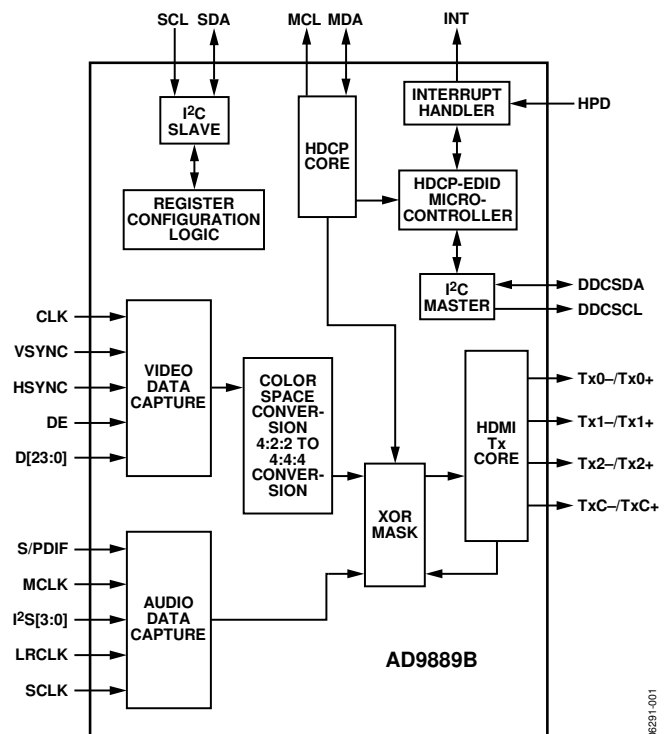 SCL SDA MCL MDA INT
I²C
SLAVE
HDCP
CORE
INTERRUPT
HANDLER
HPD
REGISTER
CONFIGURATION
LOGIC
HDCP-EDID
MICRO-
CONTROLLER
I²C
MASTER
DDCSDA
DDCSCL
CLK
VSYNC
HSYNC
DE
D[23:0]
VIDEO
DATA
CAPTURE
COLOR
SPACE
CONVER-
SION
4:2:2 TO
4:4:4
CONVER-
SION
HDMI
Tx
CORE
Tx0–/Tx0+
Tx1–/Tx1+
Tx2–/Tx2+
TxC–/TxC+
XOR
MASK
S/PDIF
MCLK
I²S[3:0]
LRCLK
SCLK
AUDIO
DATA
CAPTURE
AD9889B
06291-001